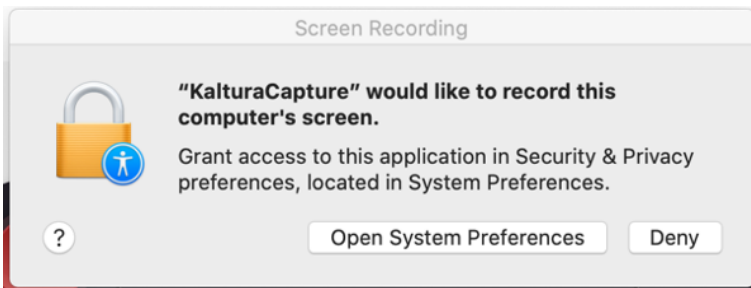 Screen Recording
“KalturaCapture” would like to record this
computer's screen.
Grant access to this application in Security & Privacy
preferences, located in System Preferences.
?
Open System Preferences
Deny